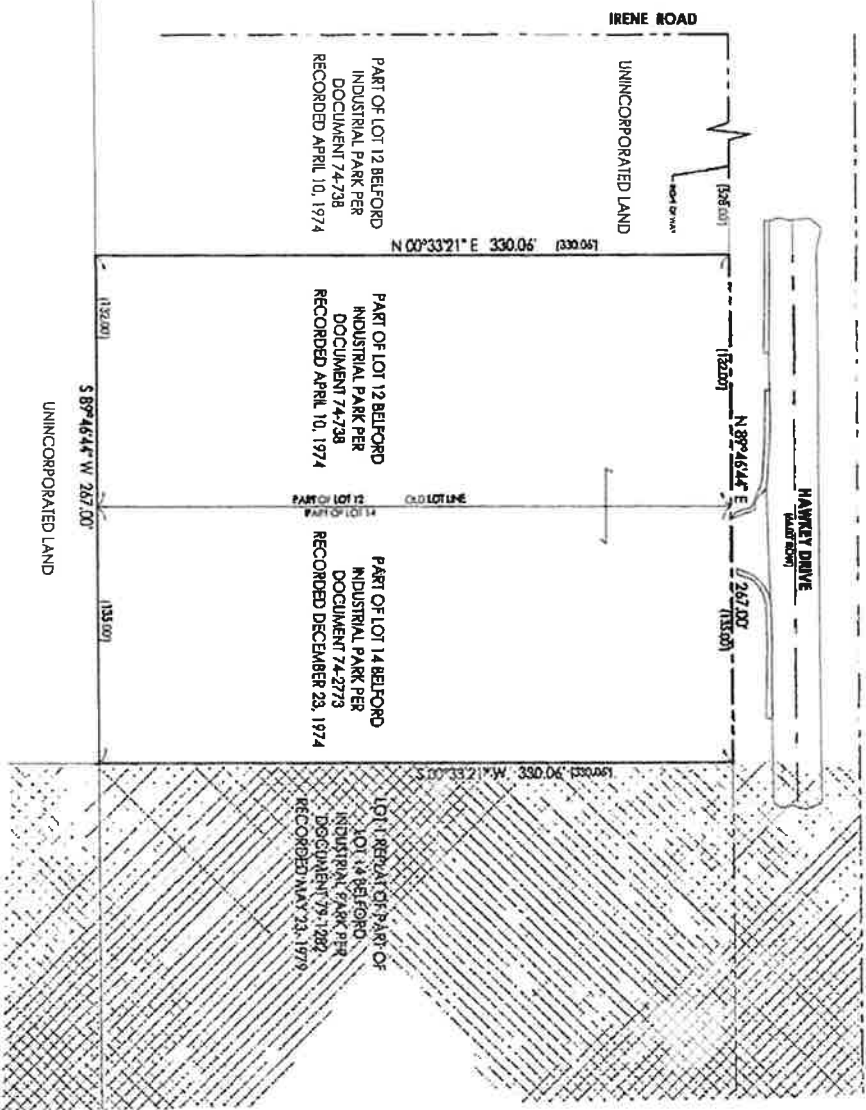 IRENE ROAD
UNINCORPORATED LAND
RIGHT OF WAY
(528.00')
HAWKEY DRIVE
N 89°46'44" E 267.00'
(132.00')
(135.00')
PART OF LOT 12 BELFORD
INDUSTRIAL PARK PER
DOCUMENT 74-738
RECORDED APRIL 10, 1974
N 00°33'21" E 330.06' (330.06')
PART OF LOT 12 BELFORD
INDUSTRIAL PARK PER
DOCUMENT 74-738
RECORDED APRIL 10, 1974
PART OF LOT 12 OLD LOT LINE
PART OF LOT 14
PART OF LOT 14 BELFORD
INDUSTRIAL PARK PER
DOCUMENT 74-2773
RECORDED DECEMBER 23, 1974
S 00°33'21" W 330.06' (330.06')
LOT 1 REPLAT OF PART OF
LOT 14 BELFORD
INDUSTRIAL PARK PER
DOCUMENT 79-1282
RECORDED MAY 23, 1979
(132.00')
(135.00')
S 89°46'44" W 267.00'
UNINCORPORATED LAND